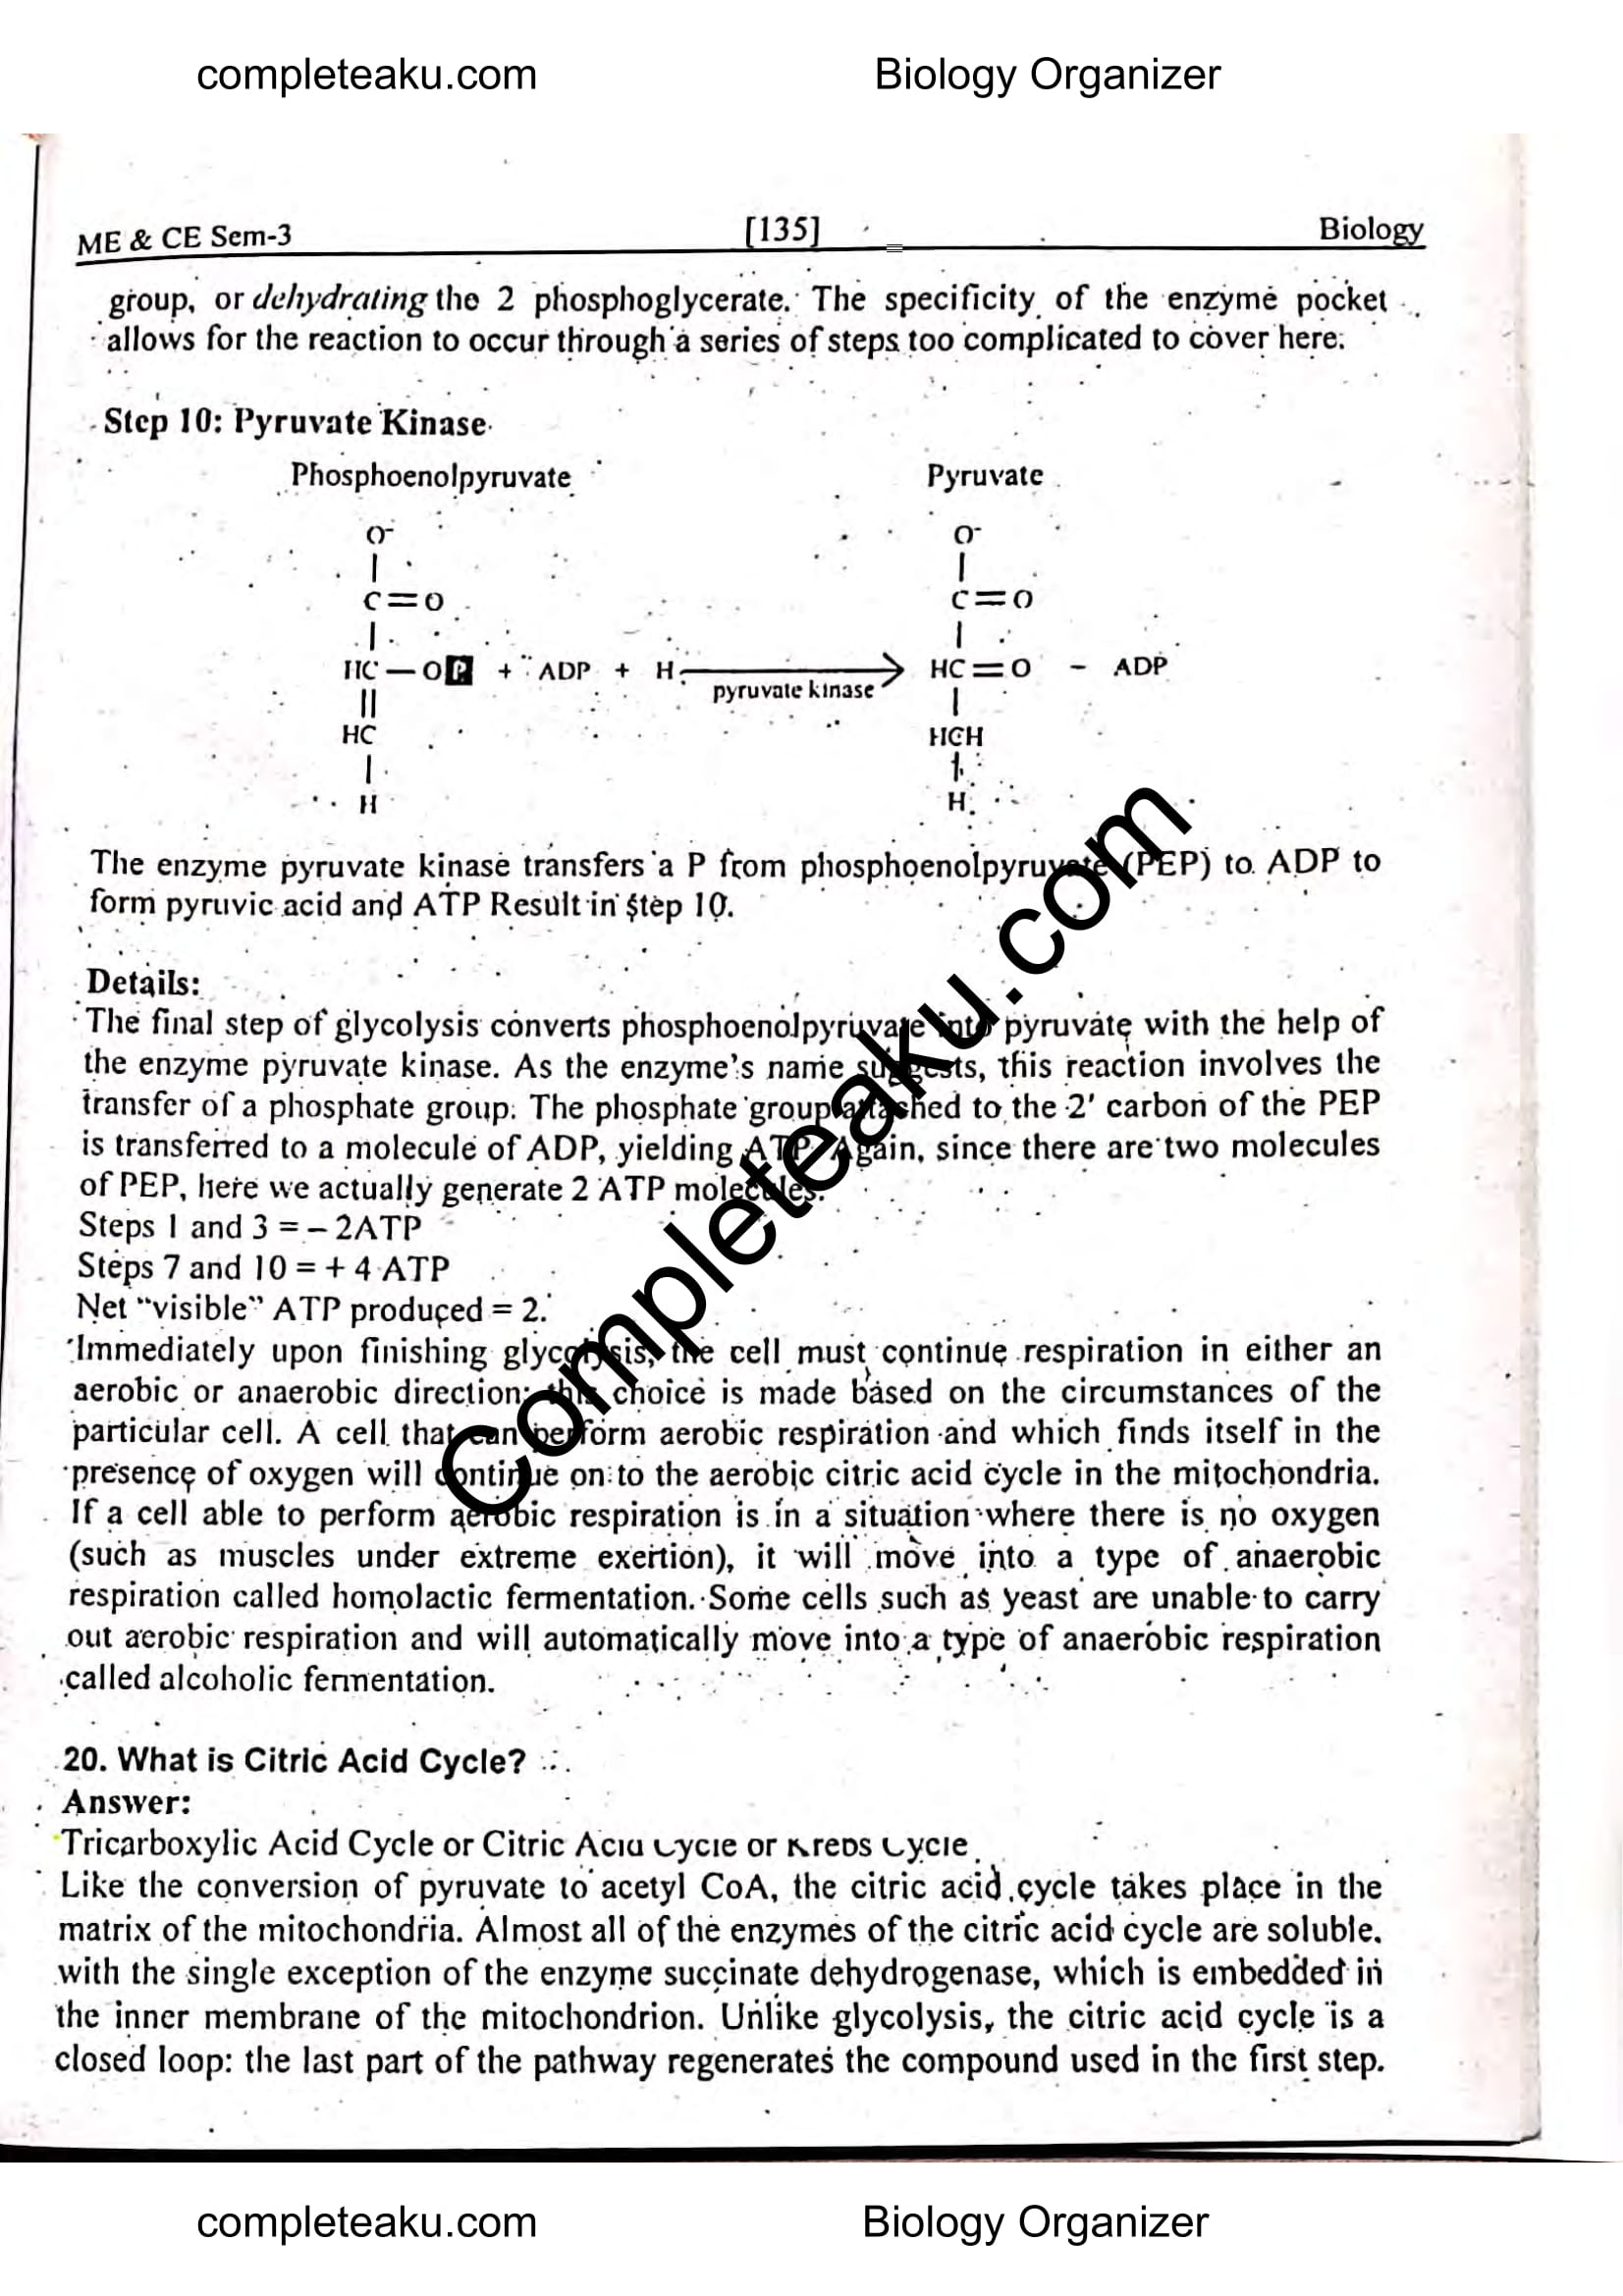 completeaku.com Biology Organizer
ME & CE Sem-3 [135] Biology
group, or dehydrating the 2 phosphoglycerate. The specificity of the enzyme pocket
allows for the reaction to occur through a series of steps too complicated to cover here.
Step 10: Pyruvate Kinase
Phosphoenolpyruvate Pyruvate
O- O-
C=O C=O
HC—OP + ADP + H pyruvate kinase HC=O - ADP
HC HCH
H H
The enzyme pyruvate kinase transfers a P from phosphoenolpyruvate (PEP) to ADP to
form pyruvic acid and ATP Result in Step 10.
Details:
The final step of glycolysis converts phosphoenolpyruvate into pyruvate with the help of
the enzyme pyruvate kinase. As the enzyme's name suggests, this reaction involves the
transfer of a phosphate group. The phosphate group attached to the 2' carbon of the PEP
is transferred to a molecule of ADP, yielding ATP. Again, since there are two molecules
of PEP, here we actually generate 2 ATP molecules.
Steps 1 and 3 = – 2ATP
Steps 7 and 10 = + 4 ATP
Net "visible" ATP produced = 2.
Immediately upon finishing glycolysis, the cell must continue respiration in either an
aerobic or anaerobic direction; this choice is made based on the circumstances of the
particular cell. A cell that can perform aerobic respiration and which finds itself in the
presence of oxygen will continue on to the aerobic citric acid cycle in the mitochondria.
If a cell able to perform aerobic respiration is in a situation where there is no oxygen
(such as muscles under extreme exertion), it will move into a type of anaerobic
respiration called homolactic fermentation. Some cells such as yeast are unable to carry
out aerobic respiration and will automatically move into a type of anaerobic respiration
called alcoholic fermentation.
20. What is Citric Acid Cycle?
Answer:
Tricarboxylic Acid Cycle or Citric Acid Cycle or Krebs Cycle
Like the conversion of pyruvate to acetyl CoA, the citric acid cycle takes place in the
matrix of the mitochondria. Almost all of the enzymes of the citric acid cycle are soluble,
with the single exception of the enzyme succinate dehydrogenase, which is embedded in
the inner membrane of the mitochondrion. Unlike glycolysis, the citric acid cycle is a
closed loop: the last part of the pathway regenerates the compound used in the first step.
Completeaku.com
completeaku.com Biology Organizer